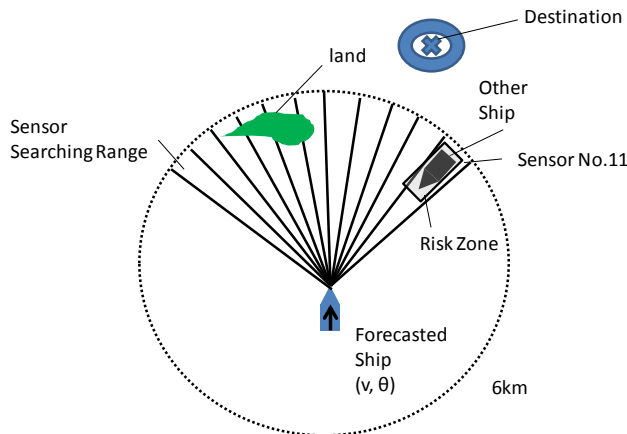 Destination
land
Other
Ship
Sensor
Searching Range
Sensor No.11
Risk Zone
Forecasted
Ship
(v, θ)
6km